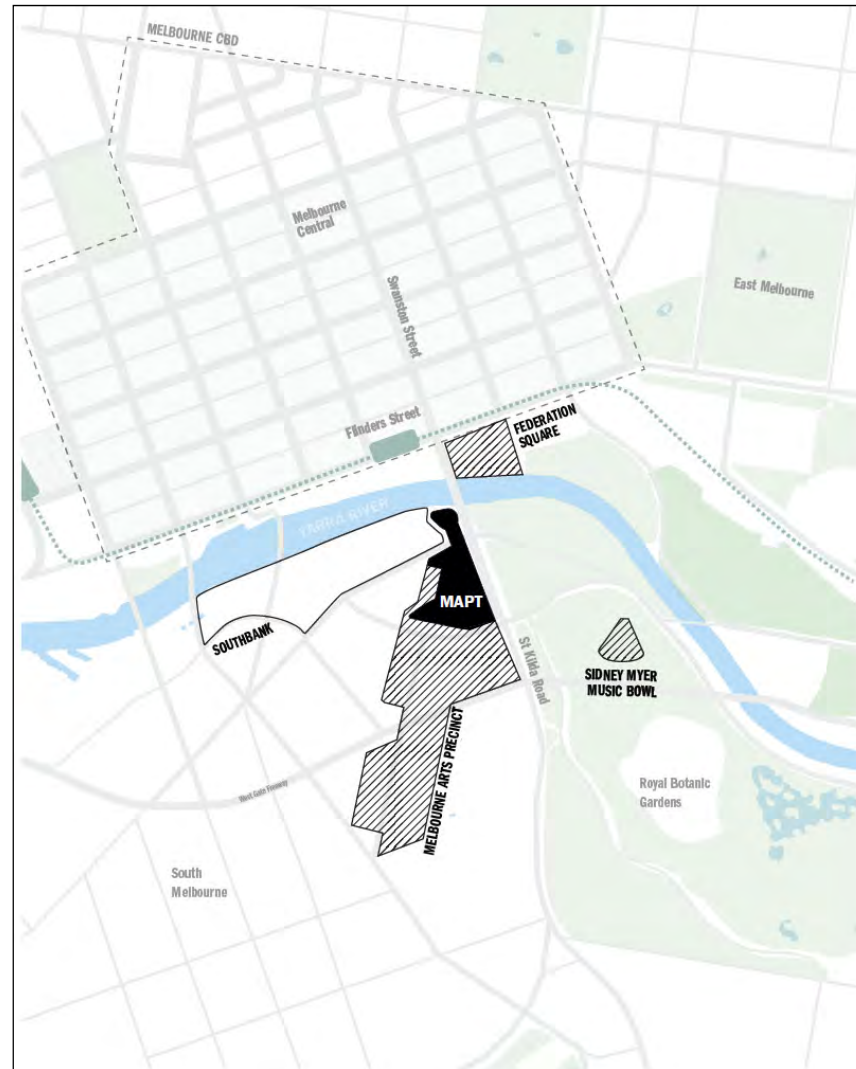 MELBOURNE CBD
Melbourne
Central
Swanston Street
East Melbourne
Flinders Street
FEDERATION
SQUARE
YARRA RIVER
MAPT
SOUTHBANK
St Kilda Road
SIDNEY MYER
MUSIC BOWL
MELBOURNE ARTS PRECINCT
Royal Botanic
Gardens
West Gate Freeway
South
Melbourne